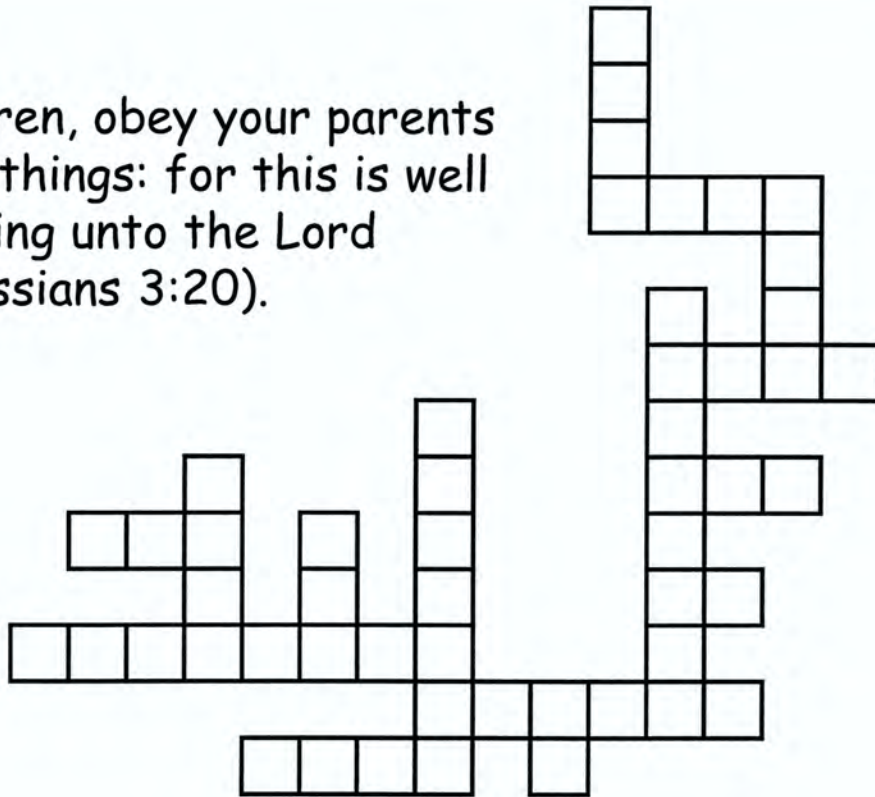 ren, obey your parents
things: for this is well
ing unto the Lord
ssians 3:20).